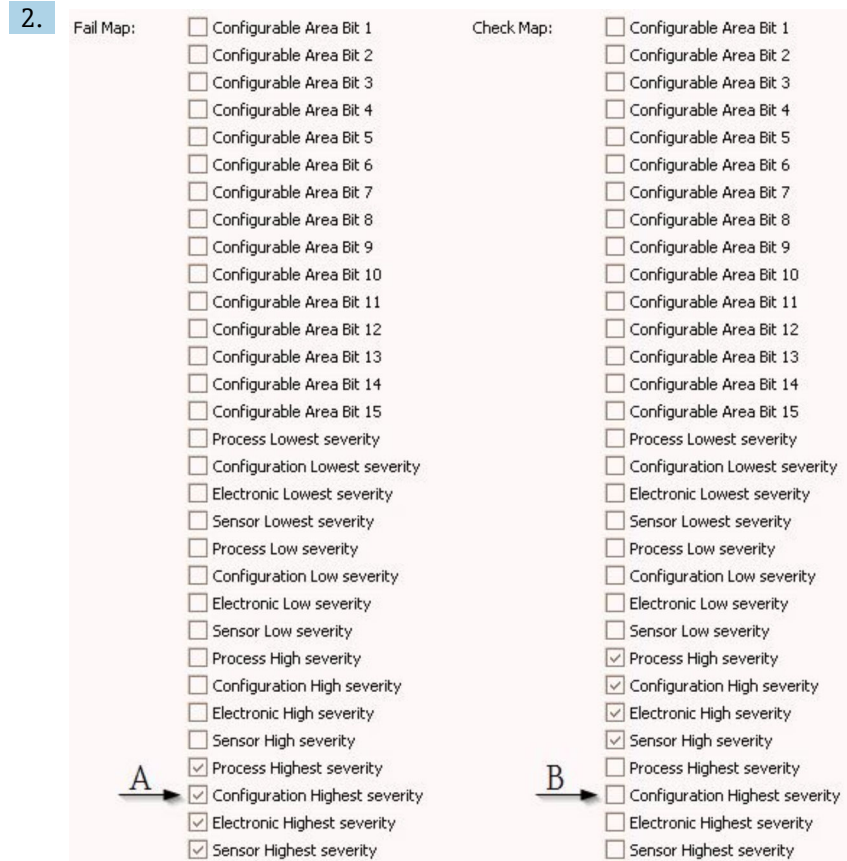 2.
Fail Map: Configurable Area Bit 1 Check Map: Configurable Area Bit 1
Configurable Area Bit 2 Configurable Area Bit 2
Configurable Area Bit 3 Configurable Area Bit 3
Configurable Area Bit 4 Configurable Area Bit 4
Configurable Area Bit 5 Configurable Area Bit 5
Configurable Area Bit 6 Configurable Area Bit 6
Configurable Area Bit 7 Configurable Area Bit 7
Configurable Area Bit 8 Configurable Area Bit 8
Configurable Area Bit 9 Configurable Area Bit 9
Configurable Area Bit 10 Configurable Area Bit 10
Configurable Area Bit 11 Configurable Area Bit 11
Configurable Area Bit 12 Configurable Area Bit 12
Configurable Area Bit 13 Configurable Area Bit 13
Configurable Area Bit 14 Configurable Area Bit 14
Configurable Area Bit 15 Configurable Area Bit 15
Process Lowest severity Process Lowest severity
Configuration Lowest severity Configuration Lowest severity
Electronic Lowest severity Electronic Lowest severity
Sensor Lowest severity Sensor Lowest severity
Process Low severity Process Low severity
Configuration Low severity Configuration Low severity
Electronic Low severity Electronic Low severity
Sensor Low severity Sensor Low severity
Process High severity Process High severity
Configuration High severity Configuration High severity
Electronic High severity Electronic High severity
Sensor High severity Sensor High severity
Process Highest severity Process Highest severity
A Configuration Highest severity B Configuration Highest severity
Electronic Highest severity Electronic Highest severity
Sensor Highest severity Sensor Highest severity